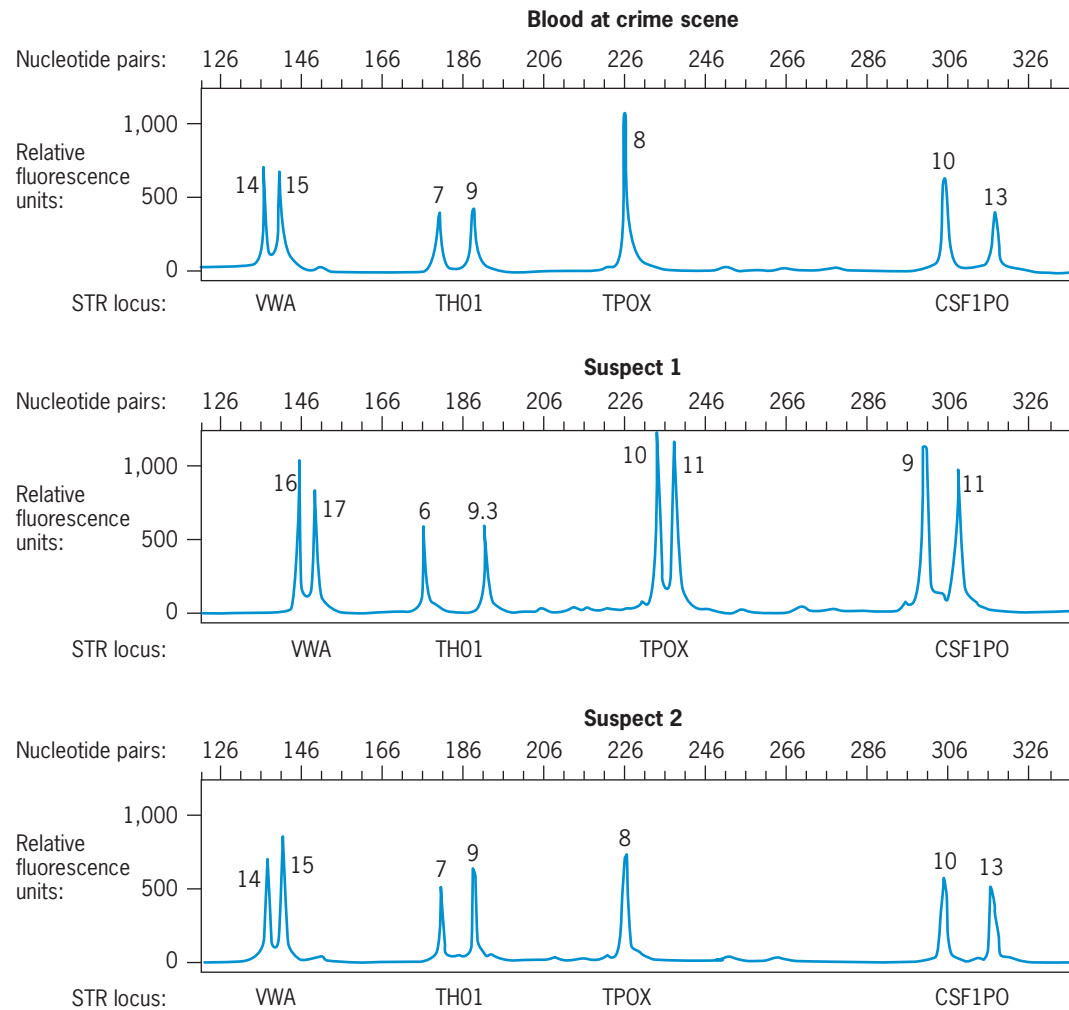 Blood at crime scene
Nucleotide pairs: 126 146 166 186 206 226 246 266 286 306 326
1,000
Relative
fluorescence
units:
500
0
14 15 7 9 8 10 13
STR locus: VWA TH01 TPOX CSF1PO
Suspect 1
Nucleotide pairs: 126 146 166 186 206 226 246 266 286 306 326
1,000
Relative
fluorescence
units:
500
0
16 17 6 9.3 10 11 9 11
STR locus: VWA TH01 TPOX CSF1PO
Suspect 2
Nucleotide pairs: 126 146 166 186 206 226 246 266 286 306 326
1,000
Relative
fluorescence
units:
500
0
14 15 7 9 8 10 13
STR locus: VWA TH01 TPOX CSF1PO